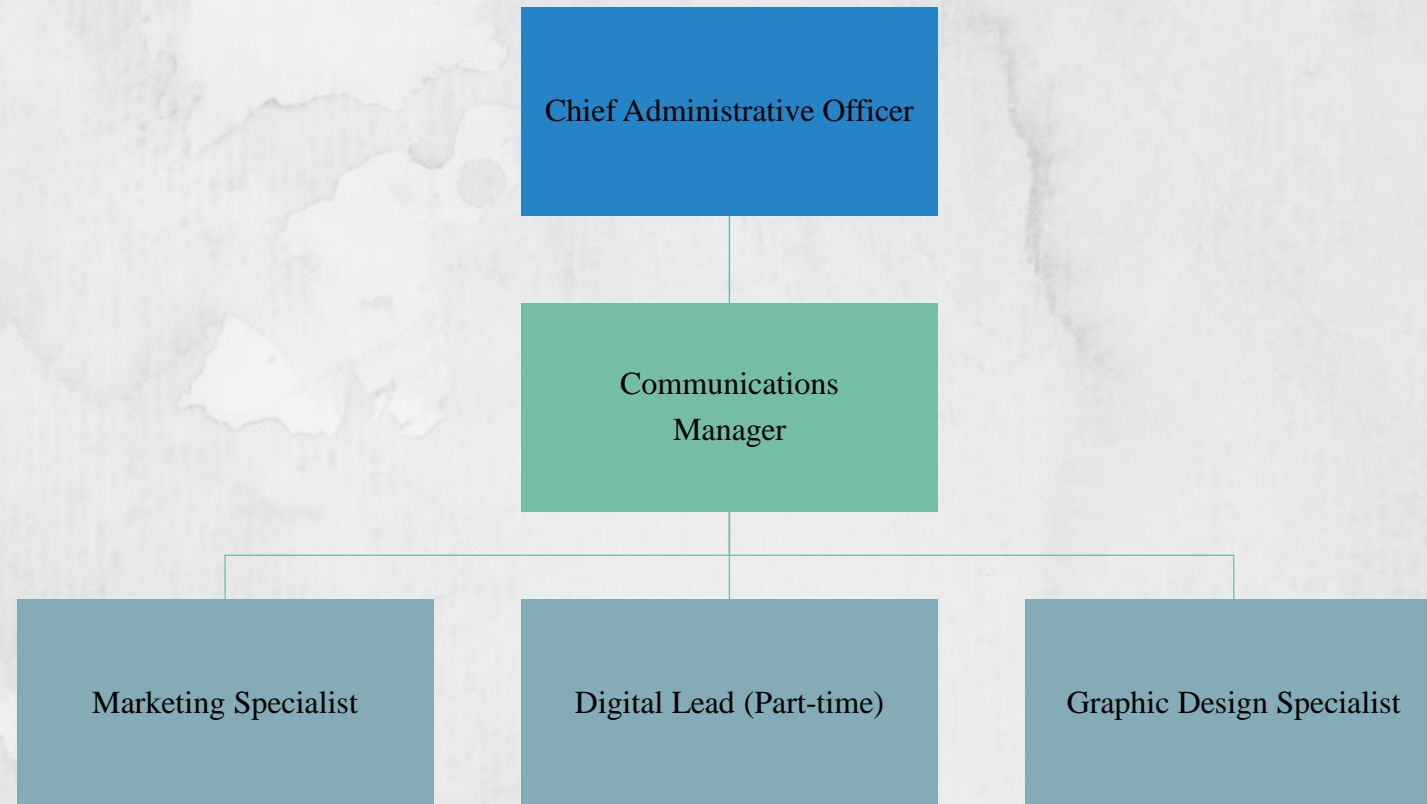 Chief Administrative Officer
Communications
Manager
Marketing Specialist
Digital Lead (Part-time)
Graphic Design Specialist